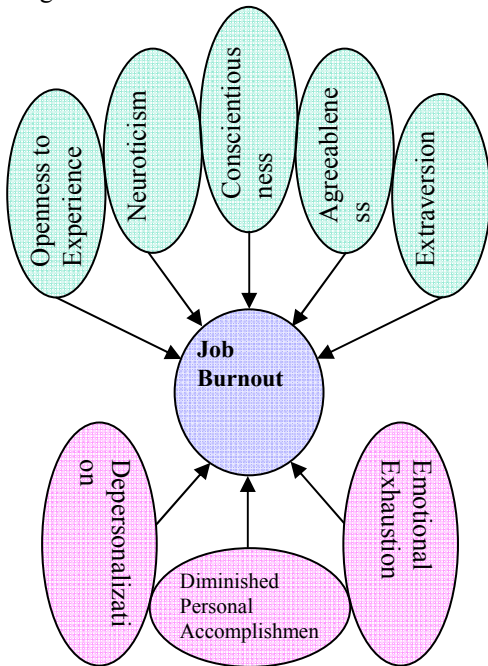 Openness to
Experience
Neuroticism
Conscientious
ness
Agreeablene
ss
Extraversion
Job
Burnout
Depersonalizati
on
Diminished
Personal
Accomplishmen
Emotional
Exhaustion